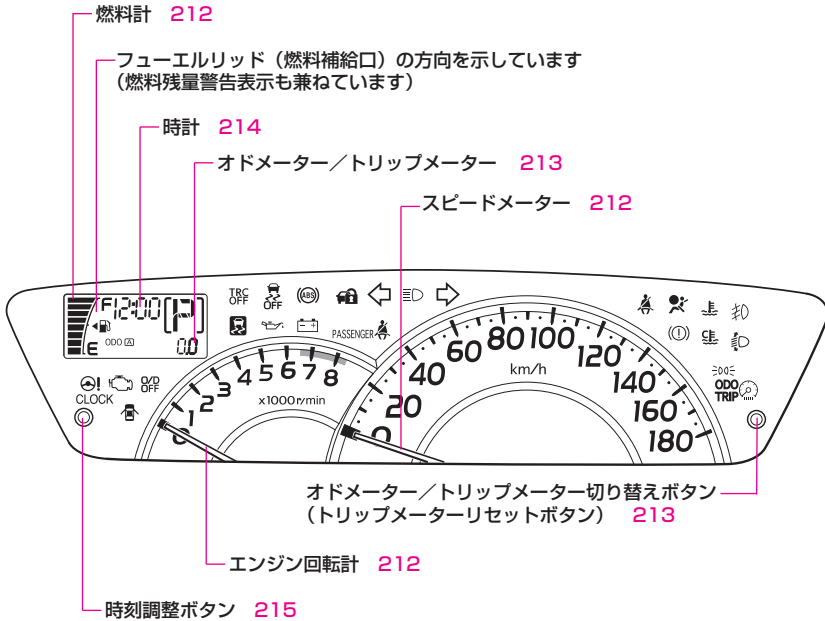 燃料計 212
フューエルリッド（燃料補給口）の方向を示しています
（燃料残量警告表示も兼ねています）
時計 214
オドメーター／トリップメーター 213
スピードメーター 212
F 12:00 [P]
ODO A
E 0.0
TRC OFF
OFF
ABS
PASSENGER
O/D OFF
CLOCK
0 1 2 3 4 5 6 7 8
x1000r/min
0 20 40 60 80 100 120 140 160 180
km/h
C
ODO
TRIP
オドメーター／トリップメーター切り替えボタン
（トリップメーターリセットボタン） 213
エンジン回転計 212
時刻調整ボタン 215